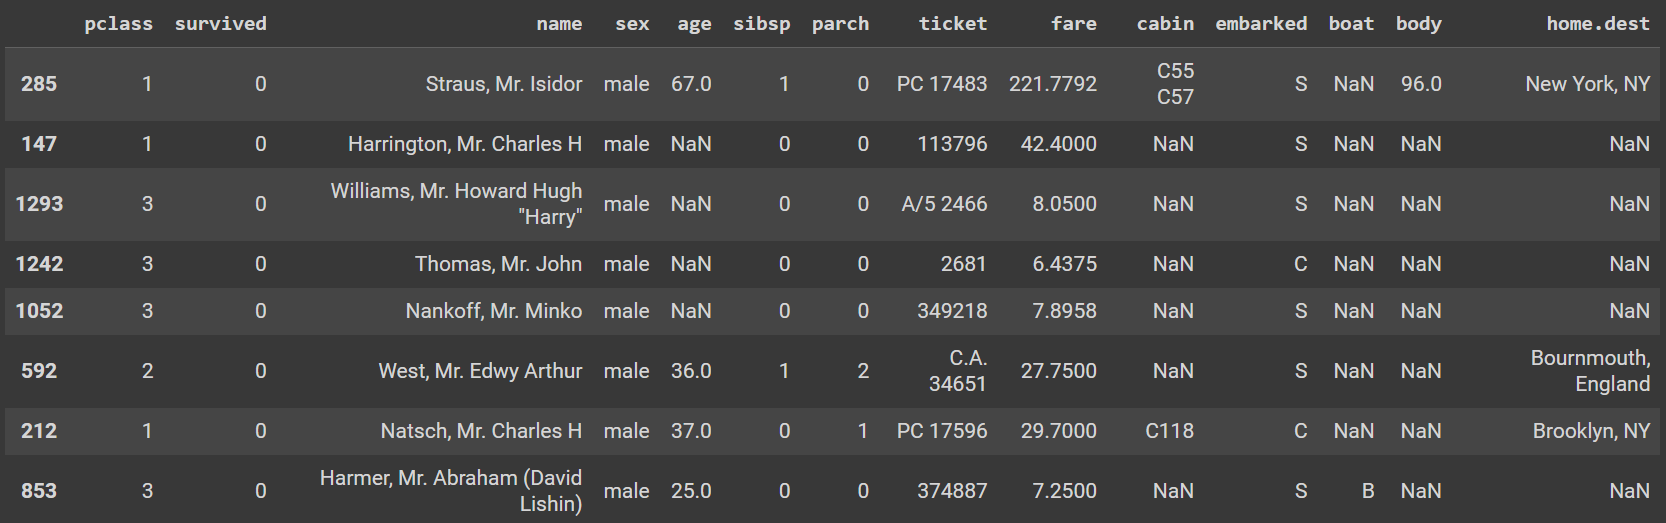 pclass survived name sex age sibsp parch ticket fare cabin embarked boat body home.dest
285 1 0 Straus, Mr. Isidor male 67.0 1 0 PC 17483 221.7792 C55 C57 S NaN 96.0 New York, NY
147 1 0 Harrington, Mr. Charles H male NaN 0 0 113796 42.4000 NaN S NaN NaN NaN
1293 3 0 Williams, Mr. Howard Hugh "Harry" male NaN 0 0 A/5 2466 8.0500 NaN S NaN NaN NaN
1242 3 0 Thomas, Mr. John male NaN 0 0 2681 6.4375 NaN C NaN NaN NaN
1052 3 0 Nankoff, Mr. Minko male NaN 0 0 349218 7.8958 NaN S NaN NaN NaN
592 2 0 West, Mr. Edwy Arthur male 36.0 1 2 C.A. 34651 27.7500 NaN S NaN NaN Bournmouth, England
212 1 0 Natsch, Mr. Charles H male 37.0 0 1 PC 17596 29.7000 C118 C NaN NaN Brooklyn, NY
853 3 0 Harmer, Mr. Abraham (David Lishin) male 25.0 0 0 374887 7.2500 NaN S B NaN NaN